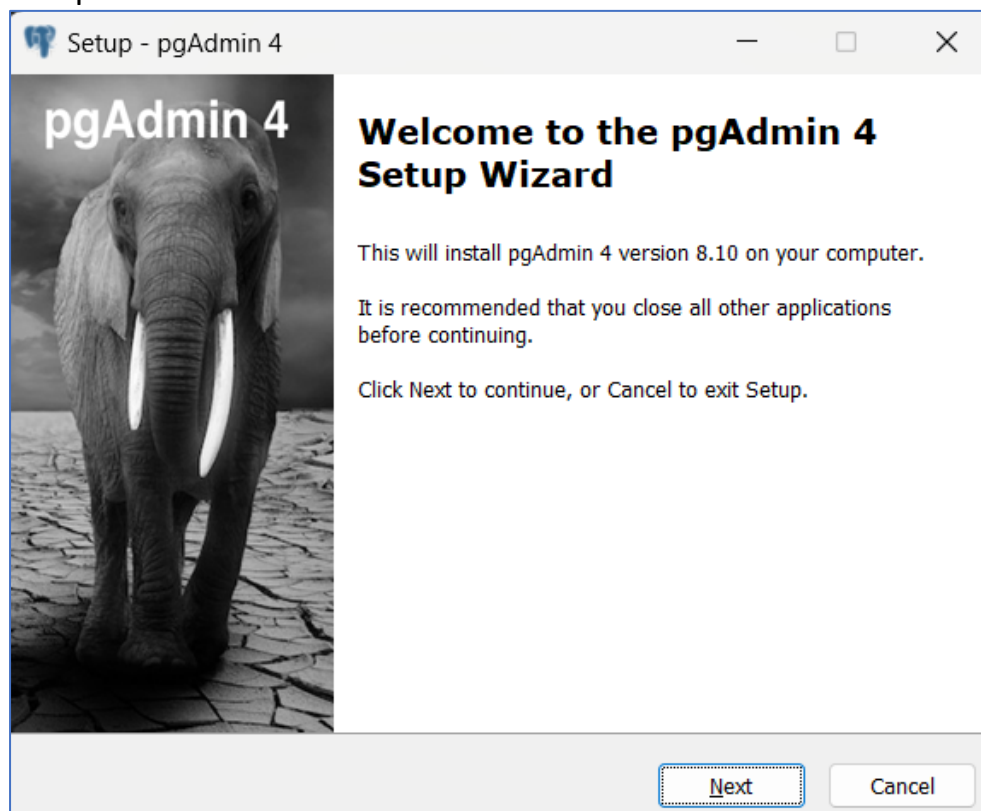 Setup - pgAdmin 4
pgAdmin 4
Welcome to the pgAdmin 4
Setup Wizard
This will install pgAdmin 4 version 8.10 on your computer.
It is recommended that you close all other applications
before continuing.
Click Next to continue, or Cancel to exit Setup.
Next
Cancel